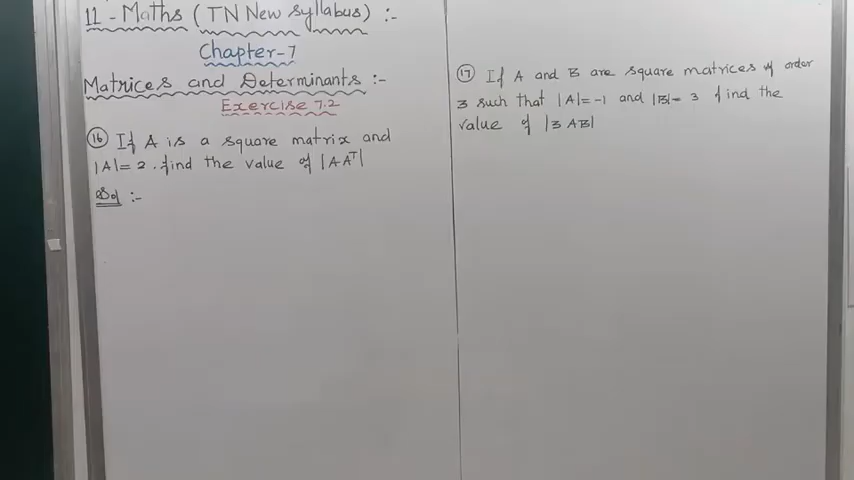 11 - Maths (TN New Syllabus) :-
Chapter-7
Matrices and Determinants :-
Exercise 7.2
(16) If A is a square matrix and
|A| = 2 . find the value of |A Aᵀ|
Sol :-
(17) If A and B are square matrices of order
3 such that |A| = -1 and |B| = 3 find the
value of |3 AB|